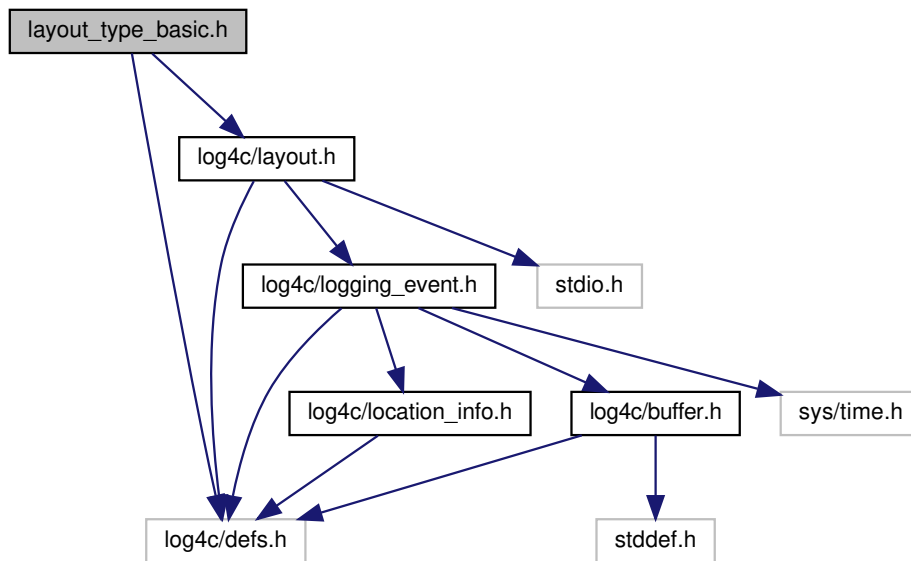 layout_type_basic.h
log4c/layout.h
log4c/logging_event.h
stdio.h
log4c/location_info.h
log4c/buffer.h
sys/time.h
log4c/defs.h
stddef.h